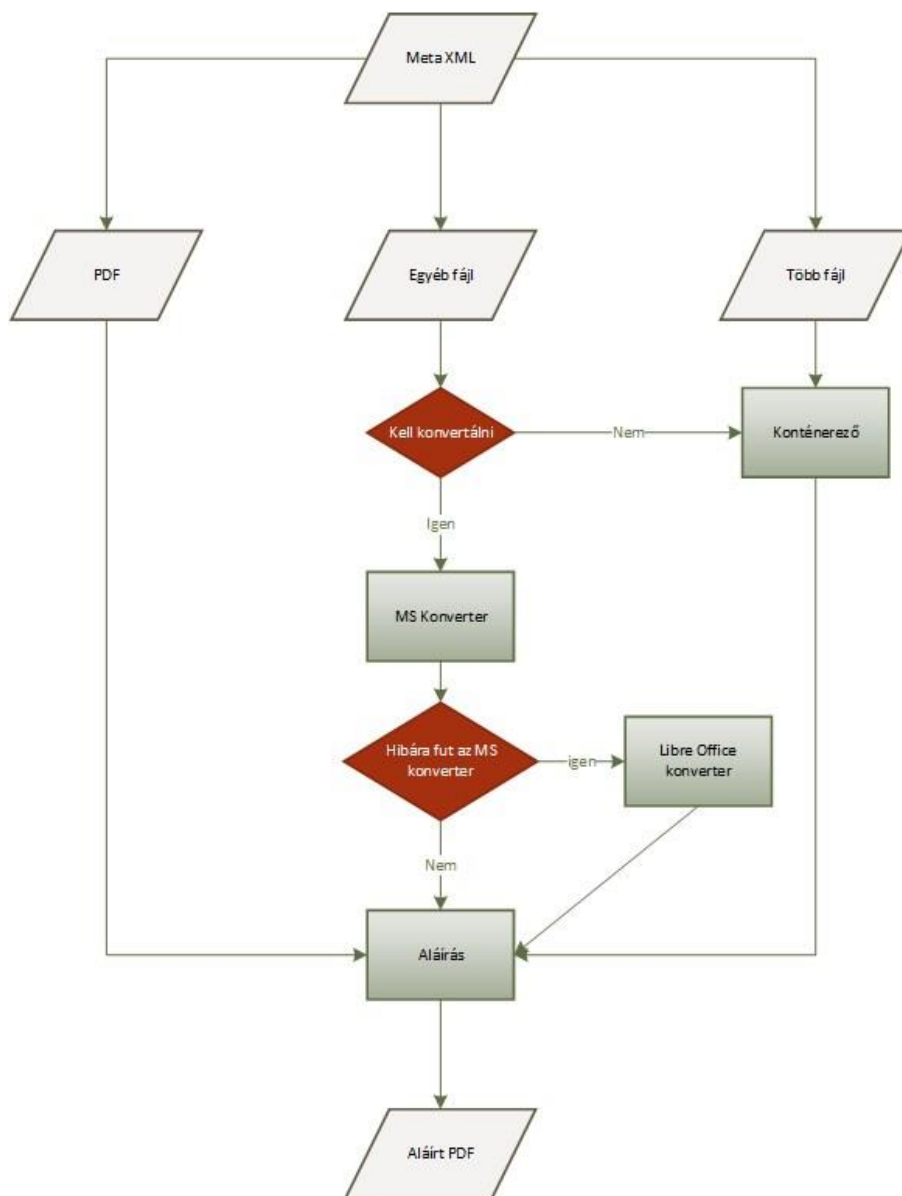 Meta XML
PDF
Egyéb fájl
Több fájl
Kell konvertálni
Nem
Konténerező
Igen
MS Konverter
Hibára fut az MS
konverter
igen
Libre Office
konverter
Nem
Aláírás
Aláírt PDF